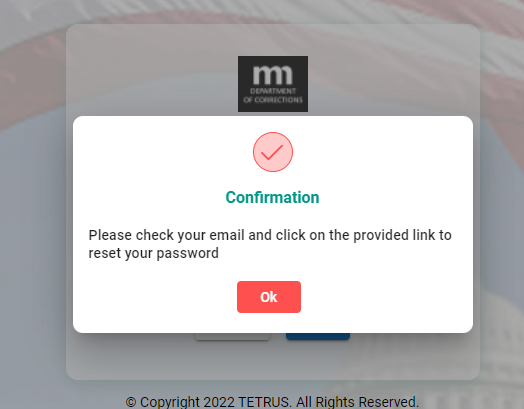 m
DEPARTMENT
OF CORRECTIONS
Confirmation
Please check your email and click on the provided link to
reset your password
Ok
© Copyright 2022 TETRUS. All Rights Reserved.